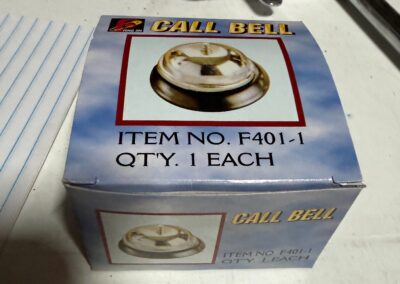 CALL BELL
ITEM NO. F401-1
QT'Y. 1 EACH
CALL BELL
ITEM NO. F401-1
QT'Y. 1 EACH